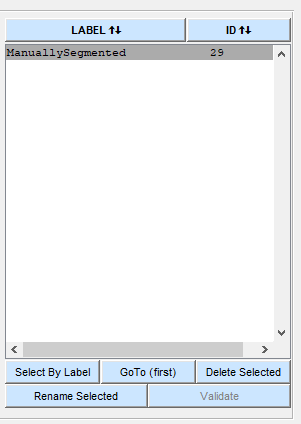 LABEL ↑↓ ID ↑↓
ManuallySegmented 29
Select By Label GoTo (first) Delete Selected
Rename Selected Validate